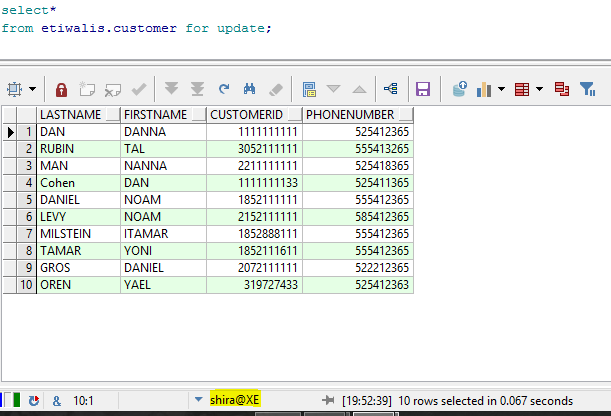 select*
from etiwalis.customer for update;
LASTNAME FIRSTNAME CUSTOMERID PHONENUMBER
1 DAN DANNA 1111111111 525412365
2 RUBIN TAL 3052111111 555413265
3 MAN NANNA 2211111111 525418365
4 Cohen DAN 1111111133 525411365
5 DANIEL NOAM 1852111111 555412365
6 LEVY NOAM 2152111111 585412365
7 MILSTEIN ITAMAR 1852888111 555412365
8 TAMAR YONI 1852111611 555412365
9 GROS DANIEL 2072111111 522212365
10 OREN YAEL 319727433 525412363
& 10:1 shira@XE [19:52:39] 10 rows selected in 0.067 seconds